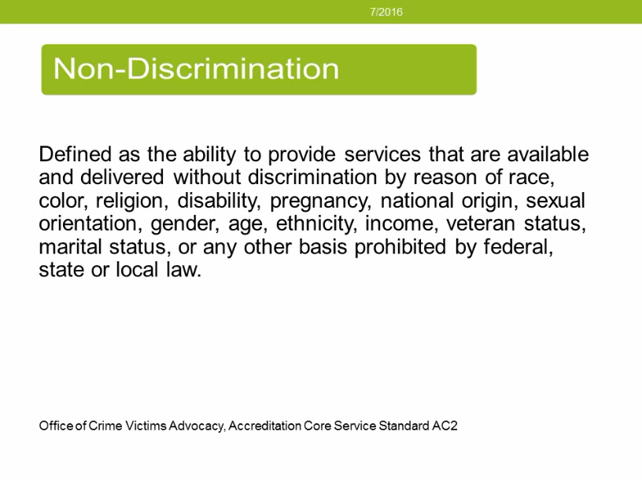 7/2016
Non-Discrimination
Defined as the ability to provide services that are available
and delivered without discrimination by reason of race,
color, religion, disability, pregnancy, national origin, sexual
orientation, gender, age, ethnicity, income, veteran status,
marital status, or any other basis prohibited by federal,
state or local law.
Office of Crime Victims Advocacy, Accreditation Core Service Standard AC2